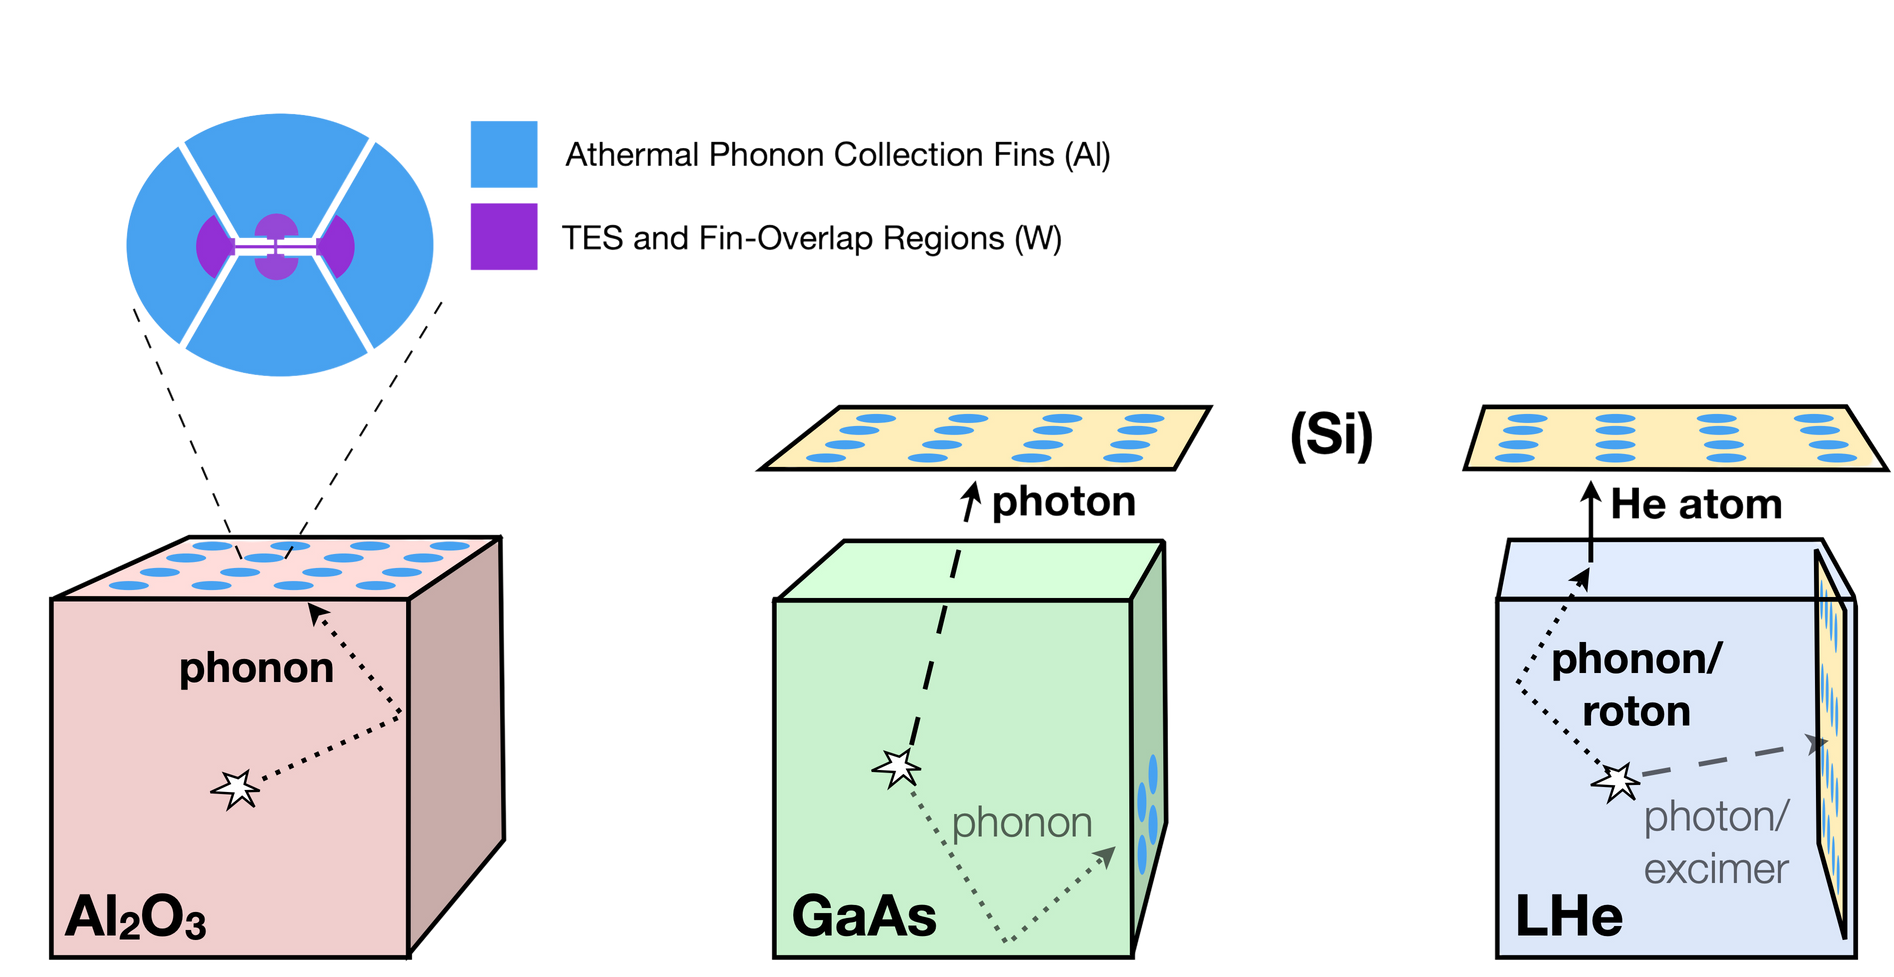 Athermal Phonon Collection Fins (Al)
TES and Fin-Overlap Regions (W)
(Si)
photon
He atom
phonon
phonon/
roton
phonon
photon/
excimer
Al₂O₃
GaAs
LHe